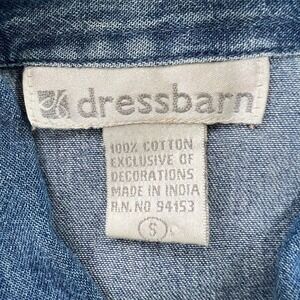 dressbarn
100% COTTON
EXCLUSIVE OF
DECORATIONS
MADE IN INDIA
R.N. NO 94153
S